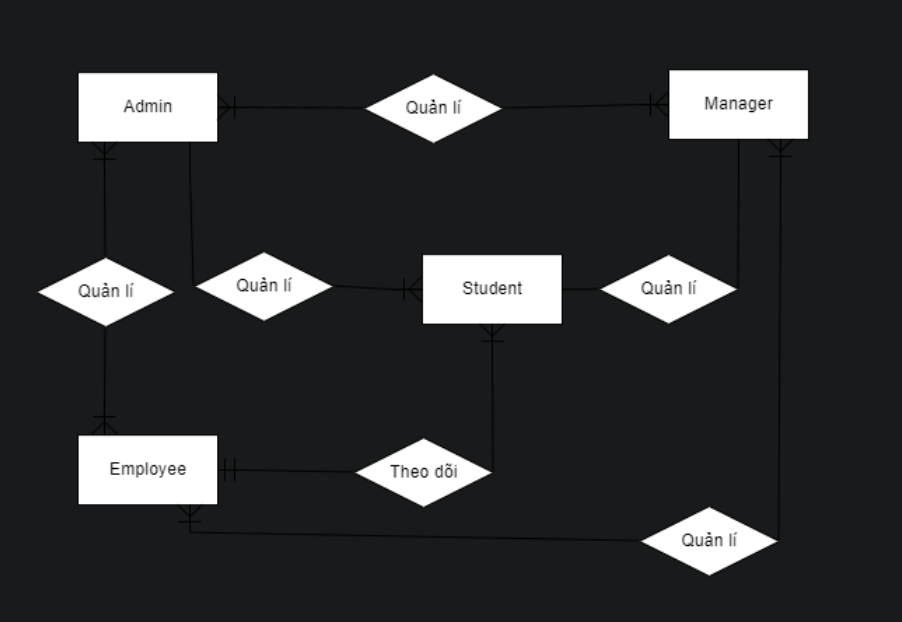 Admin
Quản lí
Manager
Quản lí
Quản lí
Student
Quản lí
Employee
Theo dõi
Quản lí